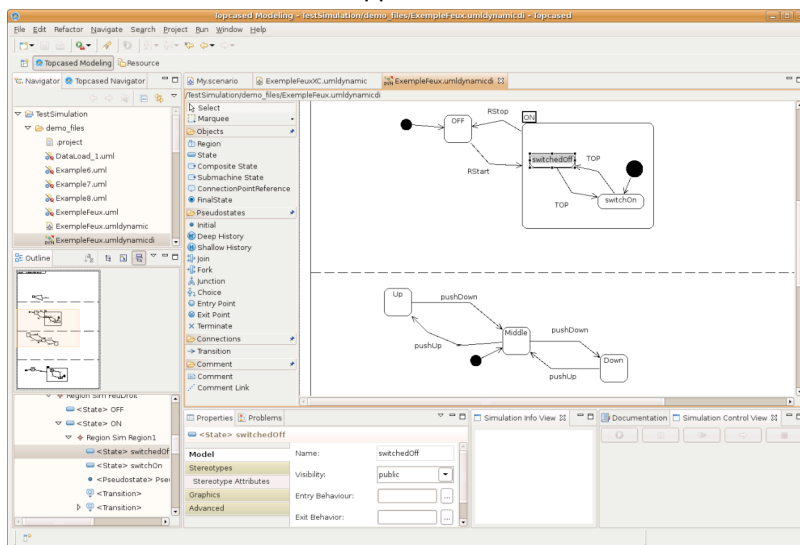 Topcased Modeling - TestSimulation/demo_files/ExempleFeux.umldynamicdi - Topcased
File Edit Refactor Navigate Search Project Run Window Help
Topcased Modeling Resource
Navigator Topcased Navigator
My.scenario ExempleFeuxXC.umldynamic ExempleFeux.umldynamicdi
/TestSimulation/demo_files/ExempleFeux.umldynamicdi
TestSimulation
demo_files
.project
DataLoad_1.uml
Example6.uml
Example7.uml
Example8.uml
ExempleFeux.uml
ExempleFeux.umldynamic
ExempleFeux.umldynamicdi
Outline
Region Sim FeuDroit
<State> OFF
<State> ON
Region Sim Region1
<State> switchedOf
<State> switchOn
<Pseudostate> Pse
<Transition>
<Transition>
Select
Marquee
Objects
Region
State
Composite State
Submachine State
ConnectionPointReference
FinalState
Pseudostates
Initial
Deep History
Shallow History
Join
Fork
Junction
Choice
Entry Point
Exit Point
Terminate
Connections
Transition
Comment
Comment
Comment Link
OFF
RStop
ON
RStart
switchedOff
TOP
TOP
switchOn
Up
pushDown
Middle
pushDown
pushUp
Down
pushUp
Properties Problems
<State> switchedOff
Model
Stereotypes
Stereotype Attributes
Graphics
Advanced
Name: switchedOff
Visibility: public
Entry Behaviour: ...
Exit Behavior: ...
Simulation Info View
Documentation Simulation Control View